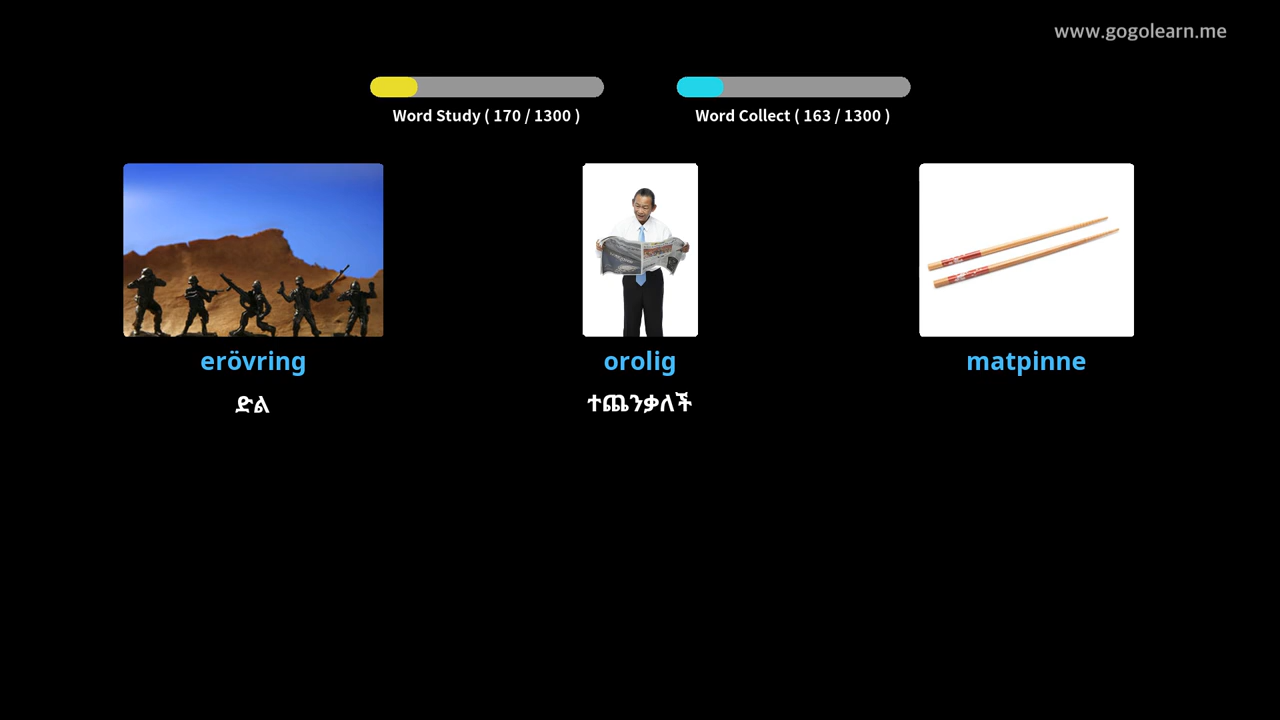 www.gogolearn.me
Word Study ( 170 / 1300 )
Word Collect ( 163 / 1300 )
erövring
orolig
matpinne
ድል
ተጨንቃለች